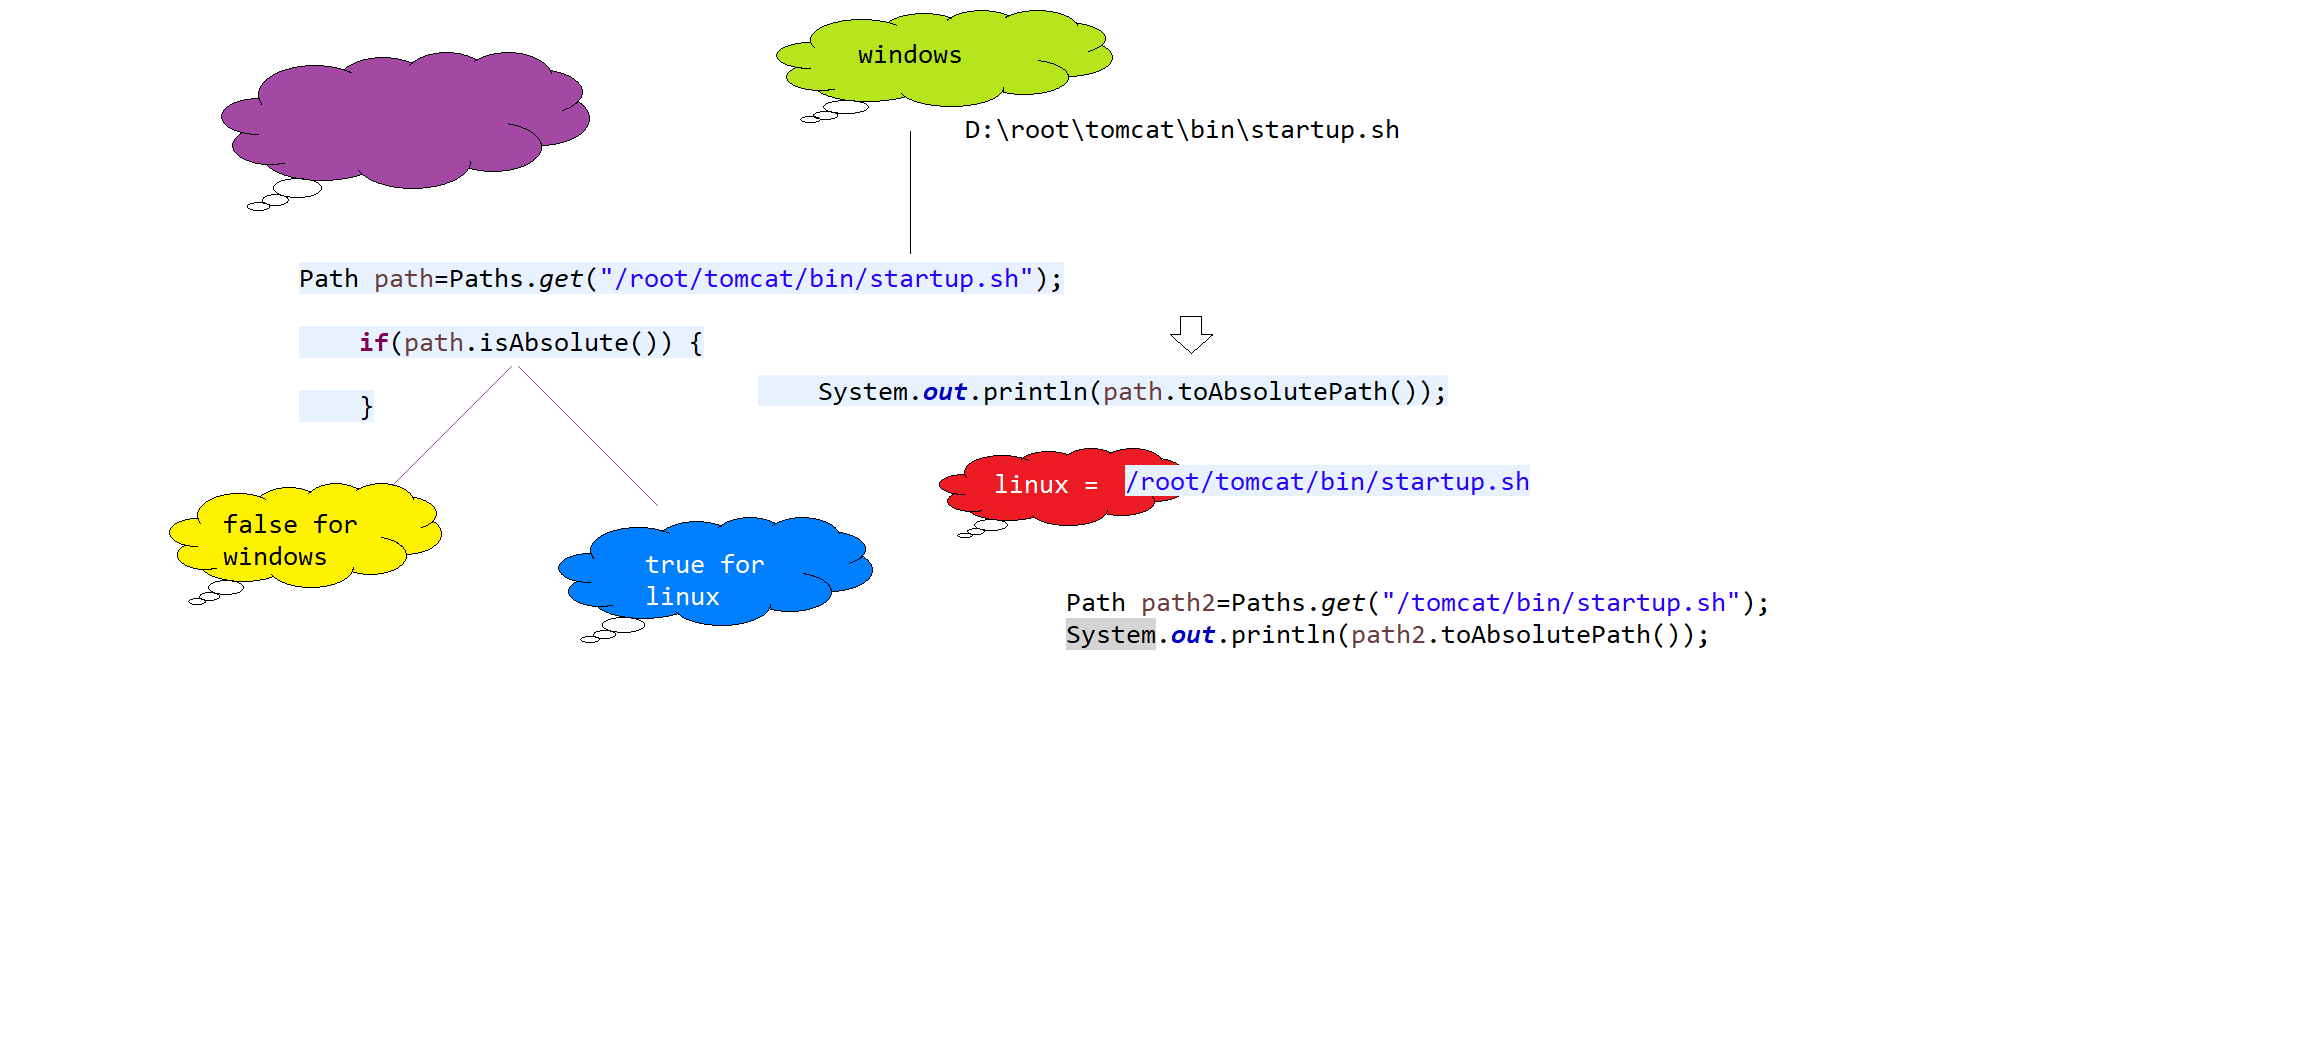 windows
D:\root\tomcat\bin\startup.sh
Path path=Paths.get("/root/tomcat/bin/startup.sh");
if(path.isAbsolute()) {
System.out.println(path.toAbsolutePath());
}
linux = /root/tomcat/bin/startup.sh
false for
windows
true for
linux
Path path2=Paths.get("/tomcat/bin/startup.sh");
System.out.println(path2.toAbsolutePath());